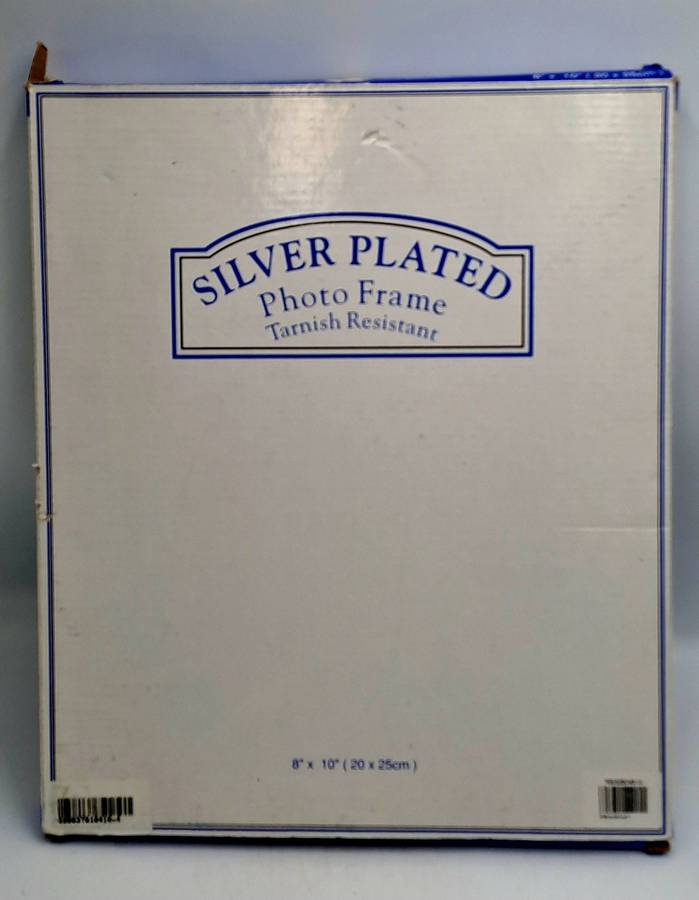 SILVER PLATED
Photo Frame
Tarnish Resistant
8" x 10" ( 20 x 25cm )